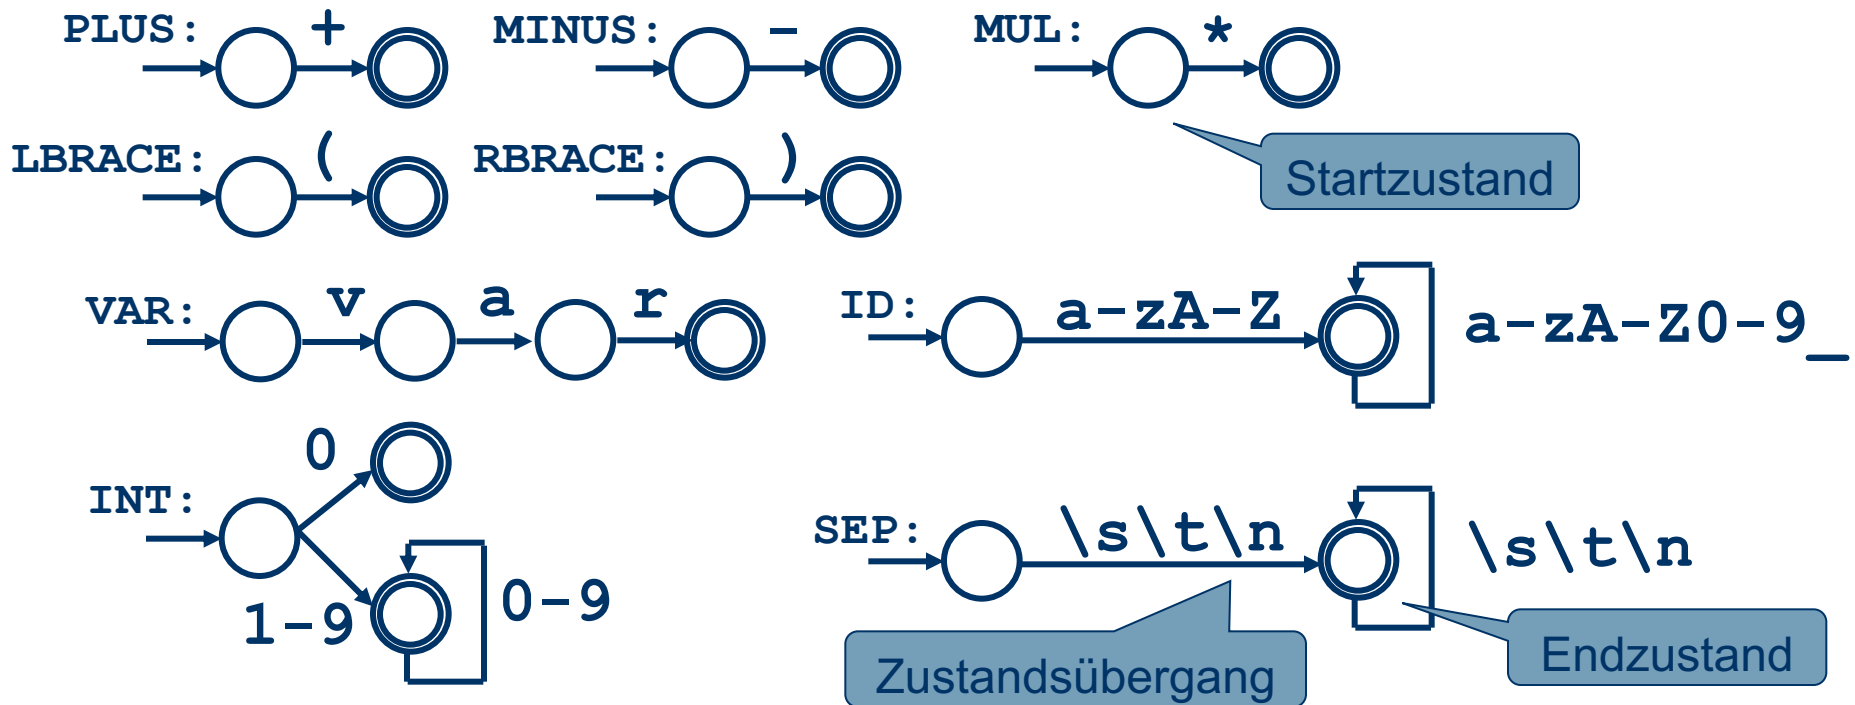 PLUS: + MINUS: - MUL: *
LBRACE: ( RBRACE: )
Startzustand
VAR: v a r ID: a-zA-Z a-zA-Z0-9_
INT: 0
1-9 0-9
SEP: \s\t\n \s\t\n
Zustandsübergang
Endzustand